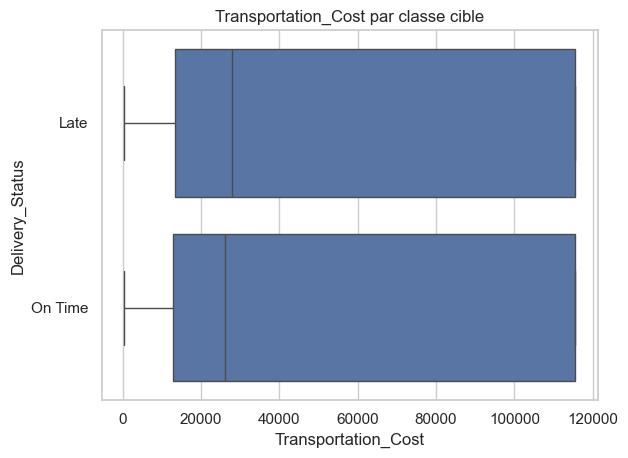 Transportation_Cost par classe cible
Delivery_Status
Late
On Time
0 20000 40000 60000 80000 100000 120000
Transportation_Cost